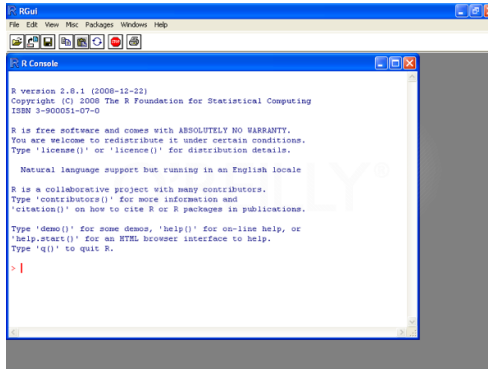 RGui
File Edit View Misc Packages Windows Help
R Console
R version 2.8.1 (2008-12-22)
Copyright (C) 2008 The R Foundation for Statistical Computing
ISBN 3-900051-07-0
R is free software and comes with ABSOLUTELY NO WARRANTY.
You are welcome to redistribute it under certain conditions.
Type 'license()' or 'licence()' for distribution details.
Natural language support but running in an English locale
R is a collaborative project with many contributors.
Type 'contributors()' for more information and
'citation()' on how to cite R or R packages in publications.
Type 'demo()' for some demos, 'help()' for on-line help, or
'help.start()' for an HTML browser interface to help.
Type 'q()' to quit R.
>